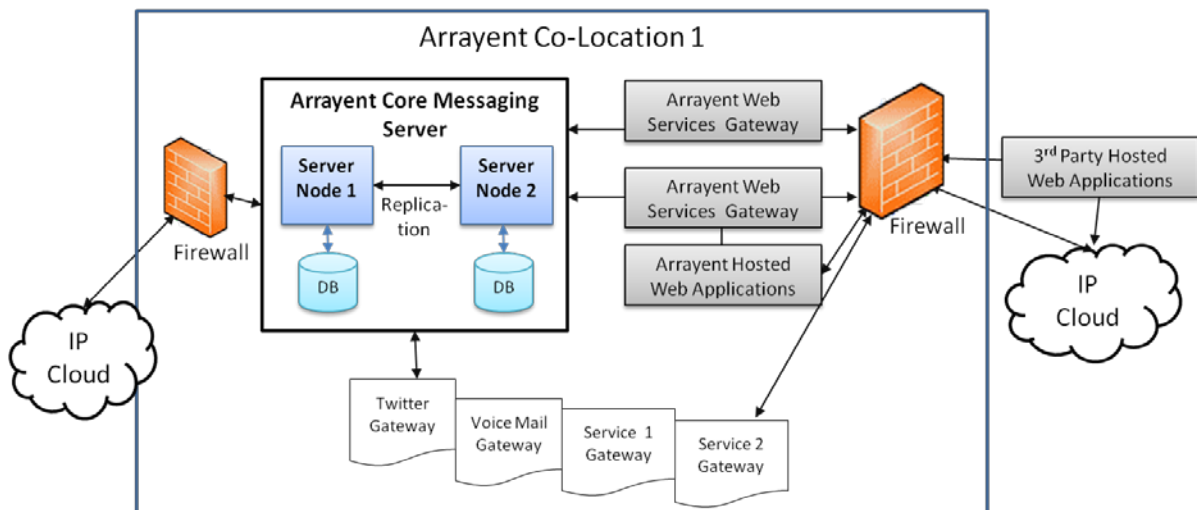 Arrayent Co-Location 1
Arrayent Core Messaging
Server
Server
Node 1
Server
Node 2
Replica-
tion
DB
DB
Firewall
IP
Cloud
Arrayent Web
Services Gateway
Arrayent Web
Services Gateway
Arrayent Hosted
Web Applications
Firewall
3rd Party Hosted
Web Applications
IP
Cloud
Twitter
Gateway
Voice Mail
Gateway
Service 1
Gateway
Service 2
Gateway